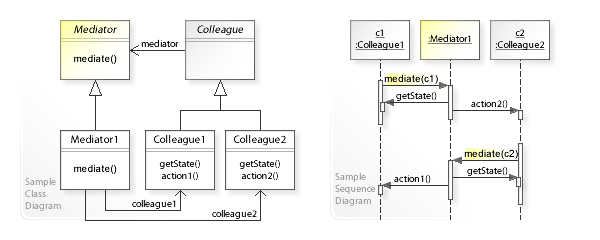 Mediator
mediate()
mediator
Colleague
Mediator1
mediate()
Colleague1
getState()
action1()
Colleague2
getState()
action2()
colleague1
colleague2
Sample
Class
Diagram
c1
:Colleague1
:Mediator1
c2
:Colleague2
mediate(c1)
getState()
action2()
mediate(c2)
getState()
action1()
Sample
Sequence
Diagram